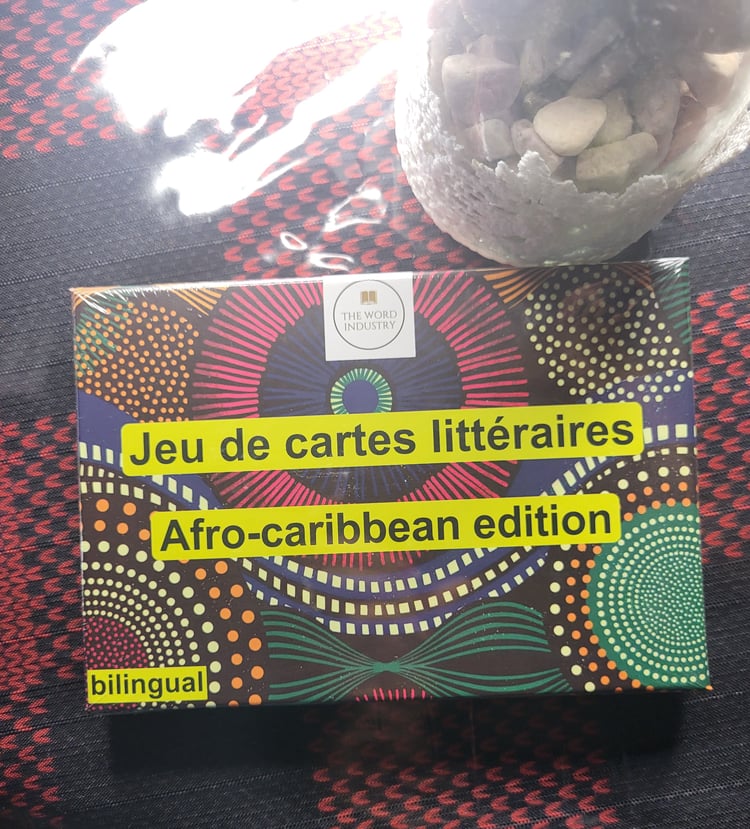 THE WORD
INDUSTRY
Jeu de cartes littéraires
Afro-caribbean edition
bilingual